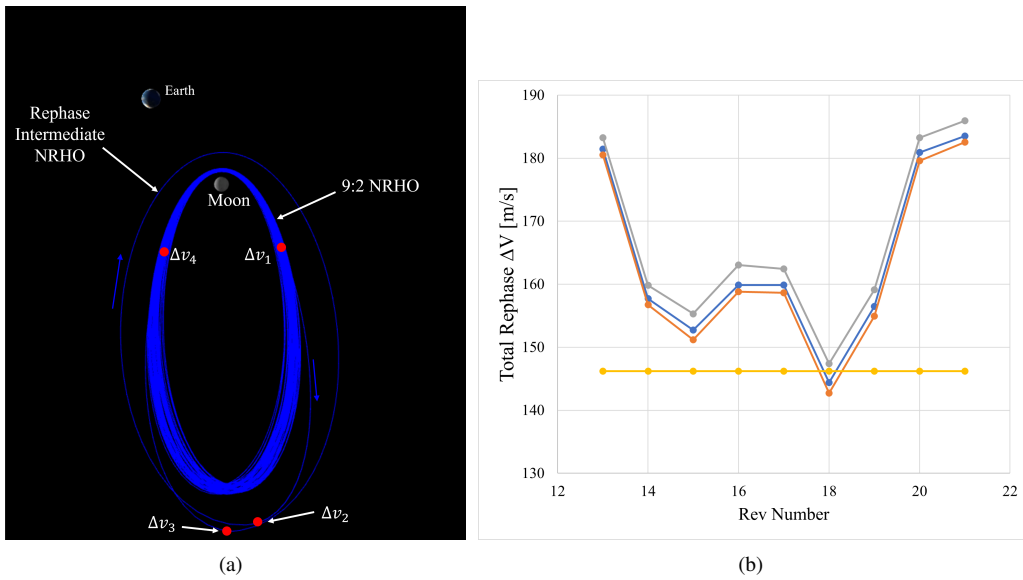 Earth
Rephase
Intermediate
NRHO
9:2 NRHO
Moon
Δv₄
Δv₁
Δv₃
Δv₂
(a)
Total Rephase ΔV [m/s]
190
180
170
160
150
140
130
12 14 16 18 20 22
Rev Number
(b)